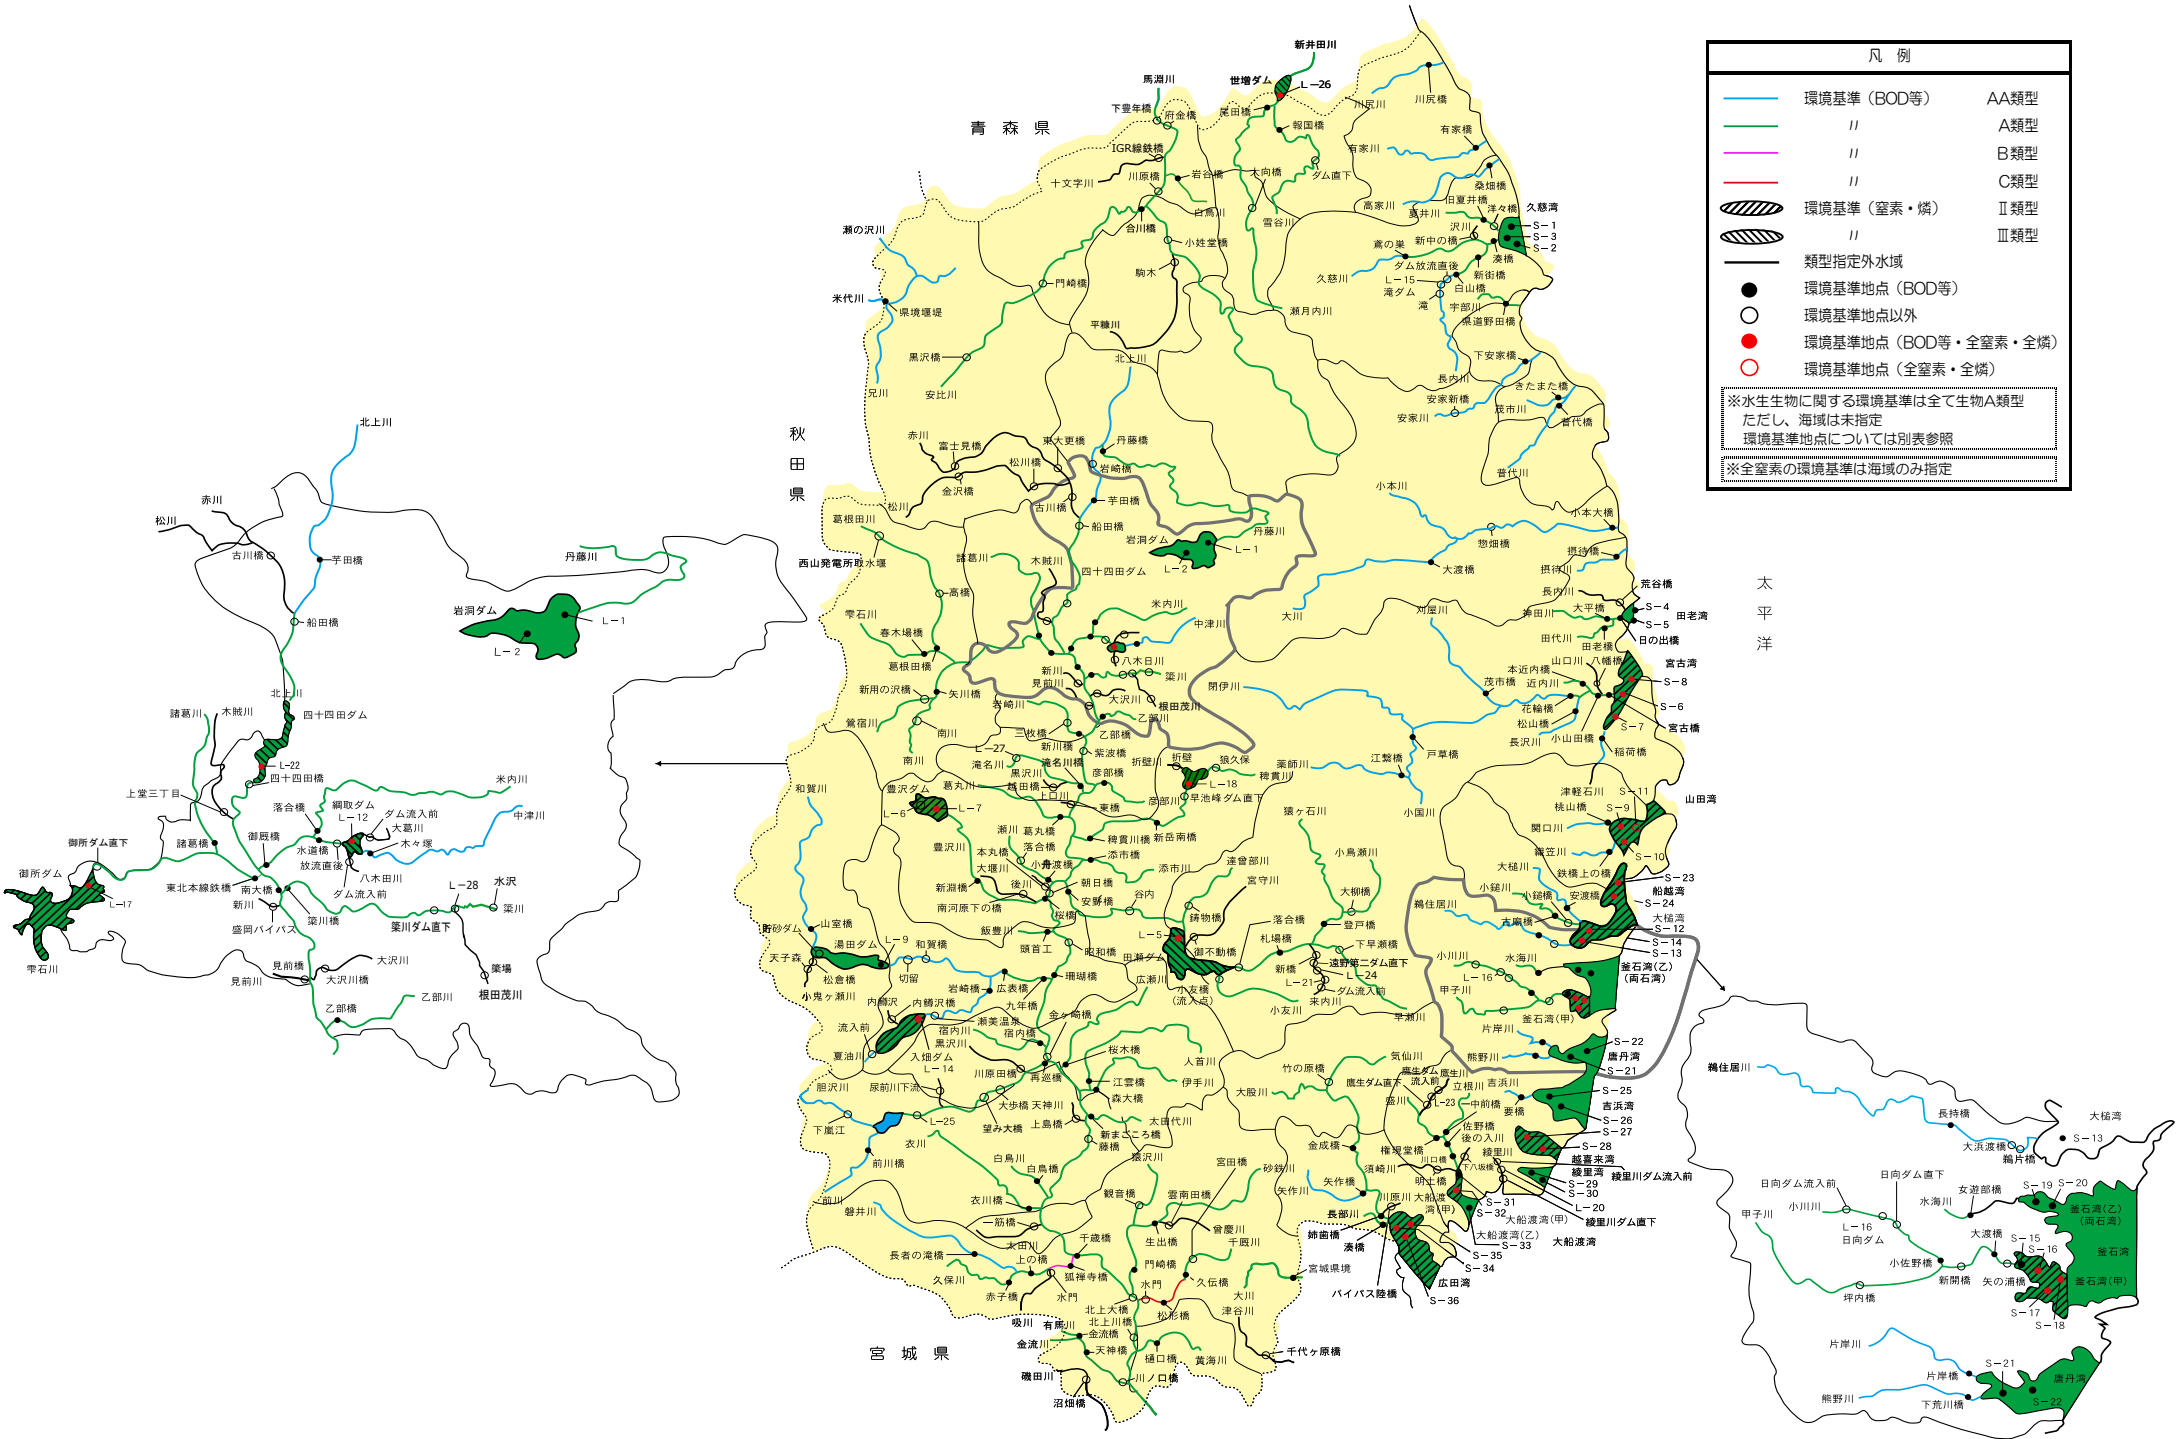 凡 例
環境基準（BOD等） AA類型
〃 A類型
〃 B類型
〃 C類型
環境基準（窒素・燐） Ⅱ類型
〃 Ⅲ類型
類型指定外水域
環境基準地点（BOD等）
環境基準地点以外
環境基準地点（BOD等・全窒素・全燐）
環境基準地点（全窒素・全燐）
※水生生物に関する環境基準は全て生物A類型
ただし、海域は未指定
環境基準地点については別表参照
※全窒素の環境基準は海域のみ指定
青 森 県
秋田県
宮 城 県
太平洋
新井田川
世増ダム
L－26
馬淵川
下豊年橋
府金橋
尾田橋
報国橋
IGR線鉄橋
十文字川
川原橋
岩谷橋
木向橋
ダム直下
白鳥川
雪谷川
合川橋
小姓堂橋
駒木
門崎橋
瀬の沢川
米代川
県境堰堤
兄川
黒沢橋
安比川
平糠川
北上川
瀬月内川
川尻川
川尻橋
有家橋
有家川
桑畑橋
高家川
旧夏井橋
夏井川
洋々橋
久慈湾
S－1
S－3
S－2
沢川
新中の橋
湊橋
鳶の巣
ダム放流直後
新街橋
L－15
白山橋
久慈川
滝ダム
滝
宇部川
県道野田橋
長内川
下安家橋
安家新橋
安家川
きたまた橋
茂市川
普代橋
普代川
赤川
富士見橋
東大更橋
丹藤橋
松川橋
岩崎橋
金沢橋
松川
古川橋
芋田橋
船田橋
葛根田川
西山発電所取水堰
諸葛川
木賊川
四十四田ダム
岩洞ダム
L－1
L－2
丹藤川
高橋
雫石川
春木場橋
葛根田橋
米内川
中津川
八木日川
新川
見前川
簗川
大沢川
根田茂川
新用の沢橋
矢川橋
鶯宿川
南川
南川
岩崎川
三枚橋
乙部川
乙部橋
新川橋
紫波橋
L－27
滝名川
滝名川橋
黒沢川
越田橋
彦部橋
上口川
東橋
彦部川
折壁川
折壁
狼久保
L－18
稗貫川
早池峰ダム直下
新岳南橋
稗貫川橋
葛丸川
豊沢ダム
L－6
L－7
豊沢川
和賀川
瀬川
葛丸橋
落合橋
本丸橋
小舟渡橋
添市橋
添市川
大堰川
朝日橋
新淵橋
後川
安野橋
谷内
南河原下の橋
桜橋
飯豊川
頭首工
昭和橋
珊瑚橋
広表橋
岩崎橋
九年橋
山室橋
貯砂ダム
湯田ダム
L－9
和賀橋
天子森
松倉橋
切留
小鬼ヶ瀬川
内鱒沢
内鱒沢橋
瀬美温泉
流入前
夏油川
入畑ダム
L－14
宿内川
宿内橋
黒沢川
川原田橋
再巡橋
金ヶ崎橋
広瀬川
田瀬ダム
L－5
達曽部川
宮守川
鋳物橋
御不動橋
落合橋
小友橋
（流入点）
小友川
猿ヶ石川
小烏瀬川
大柳橋
登戸橋
札場橋
新橋
下早瀬橋
遠野第二ダム直下
L－24
L－21
ダム流入前
来内川
早瀬川
桜木橋
人首川
江雲橋
伊手川
森大橋
胆沢川
尿前川下流
下嵐江
L－25
大歩橋
望み大橋
天神川
上島橋
太田代川
新まごころ橋
藤橋
前川橋
前川
衣川
白鳥川
白鳥橋
衣川橋
磐井川
一筋橋
長者の滝橋
久保川
赤子橋
太田川
上の橋
千歳橋
狐禅寺橋
水門
吸川
猿沢川
観音橋
宮田橋
砂鉄川
雲南田橋
生出橋
曾慶川
千厩川
門崎橋
水門
久伝橋
松形橋
北上大橋
北上川橋
有馬川
金流川
金流橋
天神橋
樋口橋
黄海川
磯田川
沼畑橋
川ノ口橋
大川
津谷川
宮城県境
千代ヶ原橋
小本川
小本大橋
惣畑橋
大渡橋
大川
摂待橋
摂待川
刈屋川
長内川
荒谷橋
神田川
大平橋
S－4
田老湾
S－5
日の出橋
田代川
田老橋
山口川
八幡橋
宮古湾
本近内橋
近内川
茂市橋
花輪橋
松山橋
S－8
S－6
S－7
宮古橋
閉伊川
長沢川
小山田橋
稲荷橋
戸草橋
江繋橋
薬師川
小国川
津軽石川
桃山橋
S－11
S－9
山田湾
関口川
織笠川
S－10
大槌川
鉄橋上の橋
S－23
船越湾
S－24
小鎚川
小鎚橋
安渡橋
大槌湾
鵜住居川
古廟橋
S－12
S－14
S－13
小川川
水海川
釜石湾（乙）
（両石湾）
L－16
甲子川
釜石湾（甲）
片岸川
熊野川
S－22
唐丹湾
S－21
気仙川
竹の原橋
大股川
鷹生ダム
鷹生川
鷹生ダム直下
流入前
盛川
L－23
立根川
吉浜川
中前橋
要橋
S－25
吉浜湾
S－26
S－27
S－28
越喜来湾
綾里湾
S－29
S－30
綾里川ダム流入前
L－20
綾里川ダム直下
佐野橋
権現堂橋
後の入川
綾里川
川口橋
下八坂橋
明土橋
金成橋
須崎川
矢作橋
矢作川
川原川
長部川
大船渡
湾（甲）
S－31
S－32
大船渡湾（甲）
大船渡湾（乙）
S－33
大船渡湾
姉歯橋
湊橋
S－35
S－34
広田湾
バイパス陸橋
S－36
北上川
赤川
松川
古川橋
芋田橋
船田橋
丹藤川
岩洞ダム
L－1
L－2
北上川
四十四田ダム
諸葛川
木賊川
L－22
四十四田橋
上堂三丁目
米内川
落合橋
綱取ダム
L－12
ダム流入前
大葛川
中津川
木々塚
御所ダム直下
諸葛橋
御厩橋
水道橋
放流直後
八木田川
ダム流入前
御所ダム
L－17
雫石川
東北本線鉄橋
南大橋
新川
盛岡バイパス
簗川橋
L－28
水沢
簗川
簗川ダム直下
簗場
根田茂川
見前橋
見前川
大沢川
大沢川橋
乙部橋
乙部川
鵜住居川
長持橋
大槌湾
S－13
大浜渡橋
鵜片橋
日向ダム流入前
日向ダム直下
小川川
水海川
女遊部橋
S－19
S－20
釜石湾（乙）
（両石湾）
甲子川
L－16
日向ダム
大渡橋
S－15
S－16
釜石湾
小佐野橋
新開橋
矢の浦橋
釜石湾（甲）
坪内橋
S－17
S－18
片岸川
片岸橋
S－21
唐丹湾
熊野川
下荒川橋
S－22